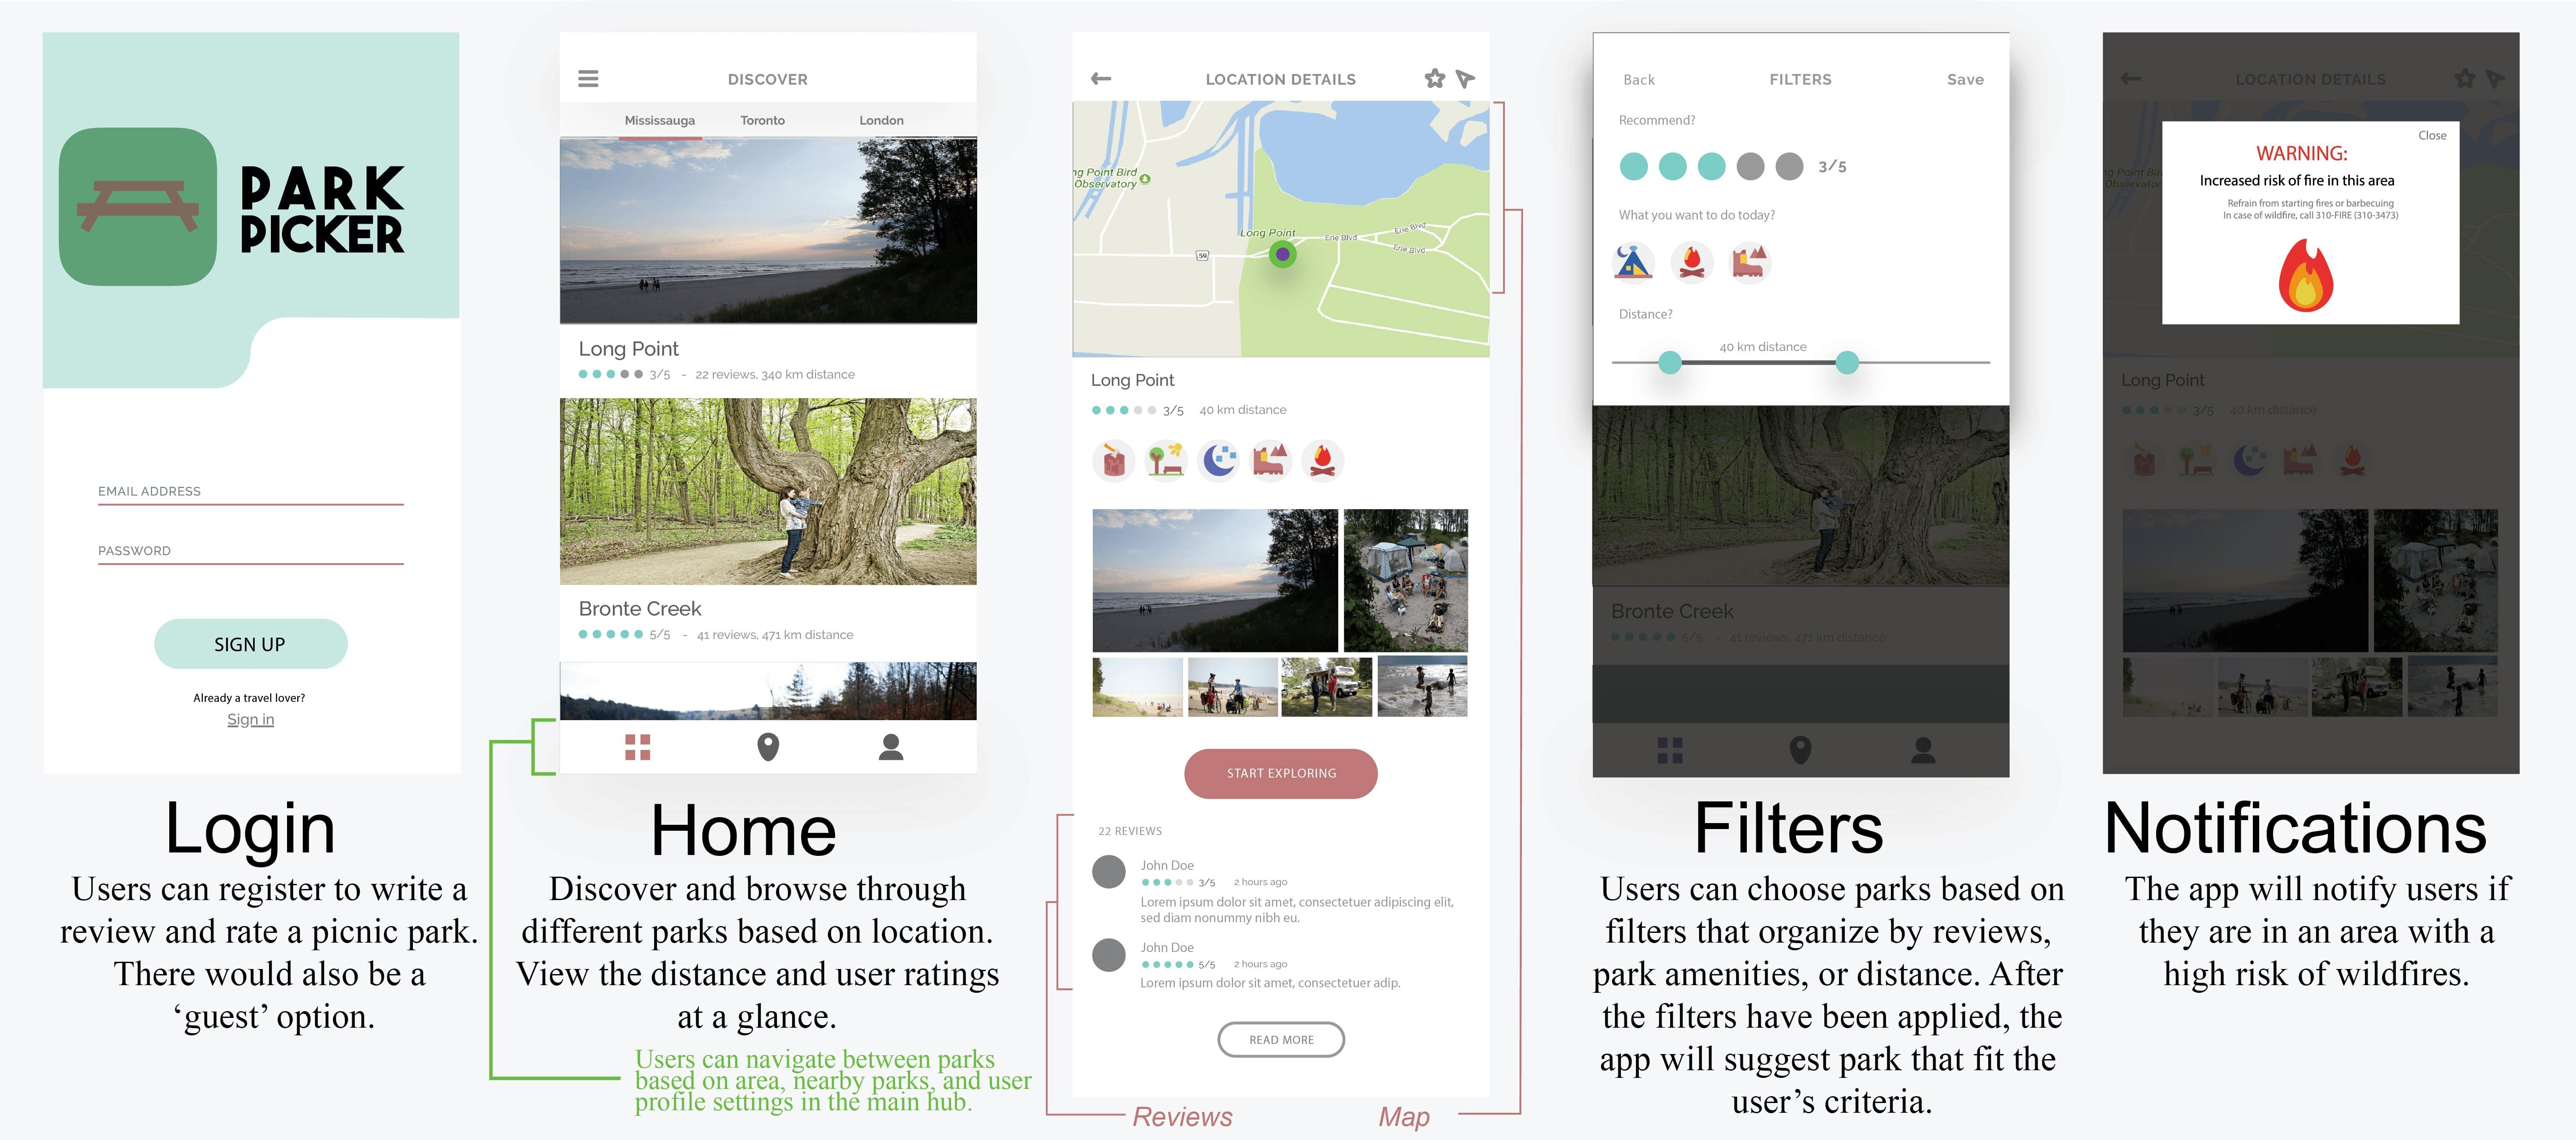 PARK
PICKER
EMAIL ADDRESS
PASSWORD
SIGN UP
Already a travel lover?
Sign in
Login
Users can register to write a
review and rate a picnic park.
There would also be a
‘guest’ option.
DISCOVER
Mississauga Toronto London
Long Point
3/5 - 22 reviews, 340 km distance
Bronte Creek
5/5 - 41 reviews, 471 km distance
Home
Discover and browse through
different parks based on location.
View the distance and user ratings
at a glance.
Users can navigate between parks
based on area, nearby parks, and user
profile settings in the main hub.
LOCATION DETAILS
ng Point Bird
Observatory
Long Point
59
Erie Blvd
Erie Blvd
Erie Blvd
Long Point
3/5 40 km distance
START EXPLORING
22 REVIEWS
John Doe
3/5 2 hours ago
Lorem ipsum dolor sit amet, consectetuer adipiscing elit,
sed diam nonummy nibh eu.
John Doe
5/5 2 hours ago
Lorem ipsum dolor sit amet, consectetuer adip.
READ MORE
Reviews Map
Back FILTERS Save
Recommend?
3/5
What you want to do today?
Distance?
40 km distance
Bronte Creek
5/5 - 41 reviews, 471 km distance
Filters
Users can choose parks based on
filters that organize by reviews,
park amenities, or distance. After
the filters have been applied, the
app will suggest park that fit the
user’s criteria.
LOCATION DETAILS
Close
WARNING:
Increased risk of fire in this area
Refrain from starting fires or barbecuing
In case of wildfire, call 310-FIRE (310-3473)
ng Point Bir
Observatory
Long Point
3/5 40 km distance
Notifications
The app will notify users if
they are in an area with a
high risk of wildfires.